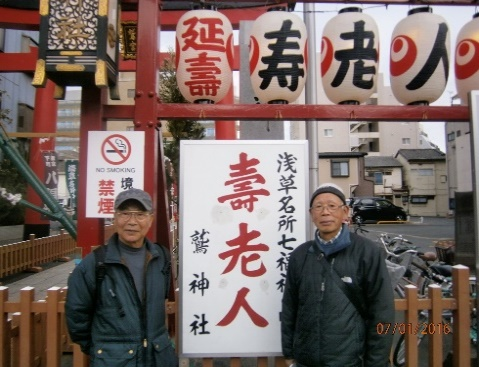 延壽
壽
老
人
NO SMOKING
禁煙
境
浅草名所七福神
壽老人
鷲神社
07/01/2016